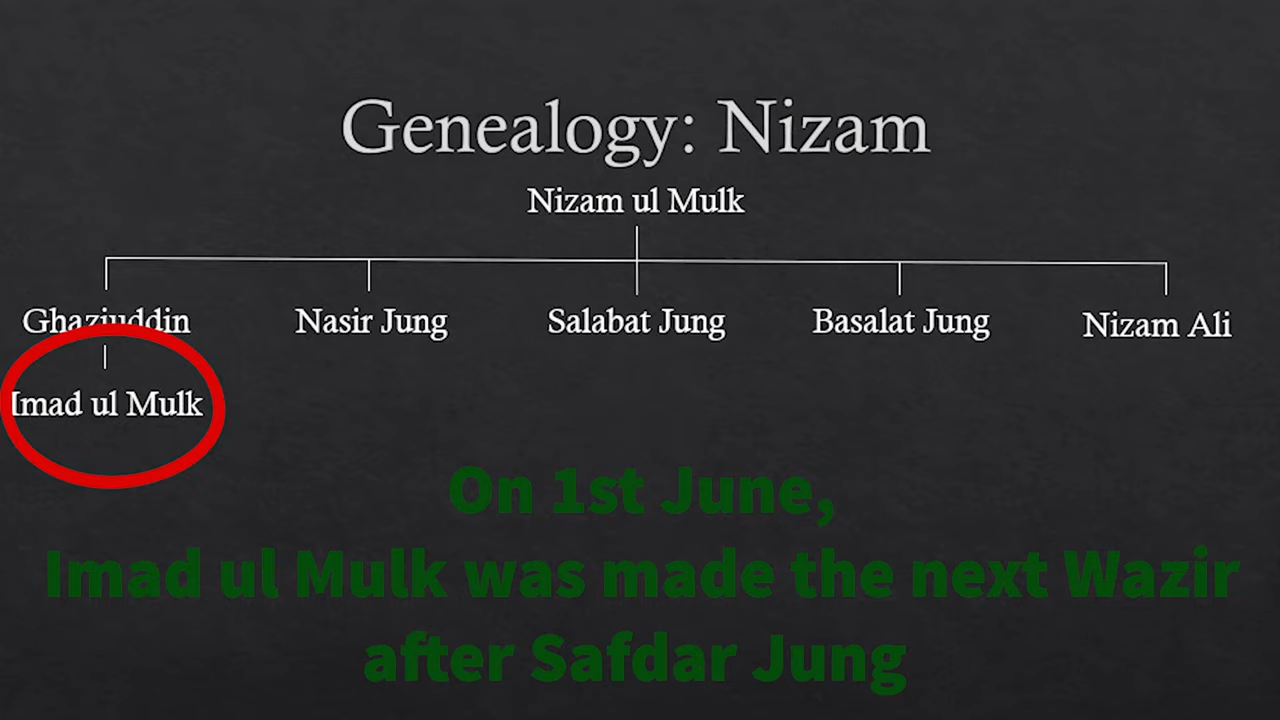 Genealogy: Nizam
Nizam ul Mulk
Ghaziuddin Nasir Jung Salabat Jung Basalat Jung Nizam Ali
Imad ul Mulk
On 1st June,
Imad ul Mulk was made the next Wazir
after Safdar Jung